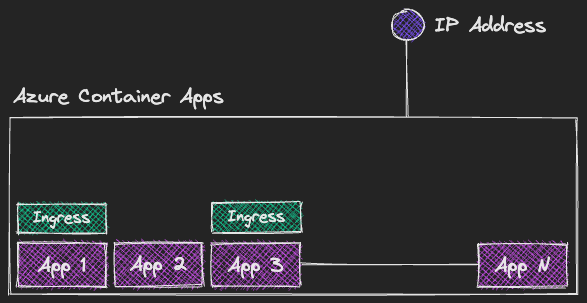 IP Address
Azure Container Apps
Ingress
Ingress
App 1
App 2
App 3
App N